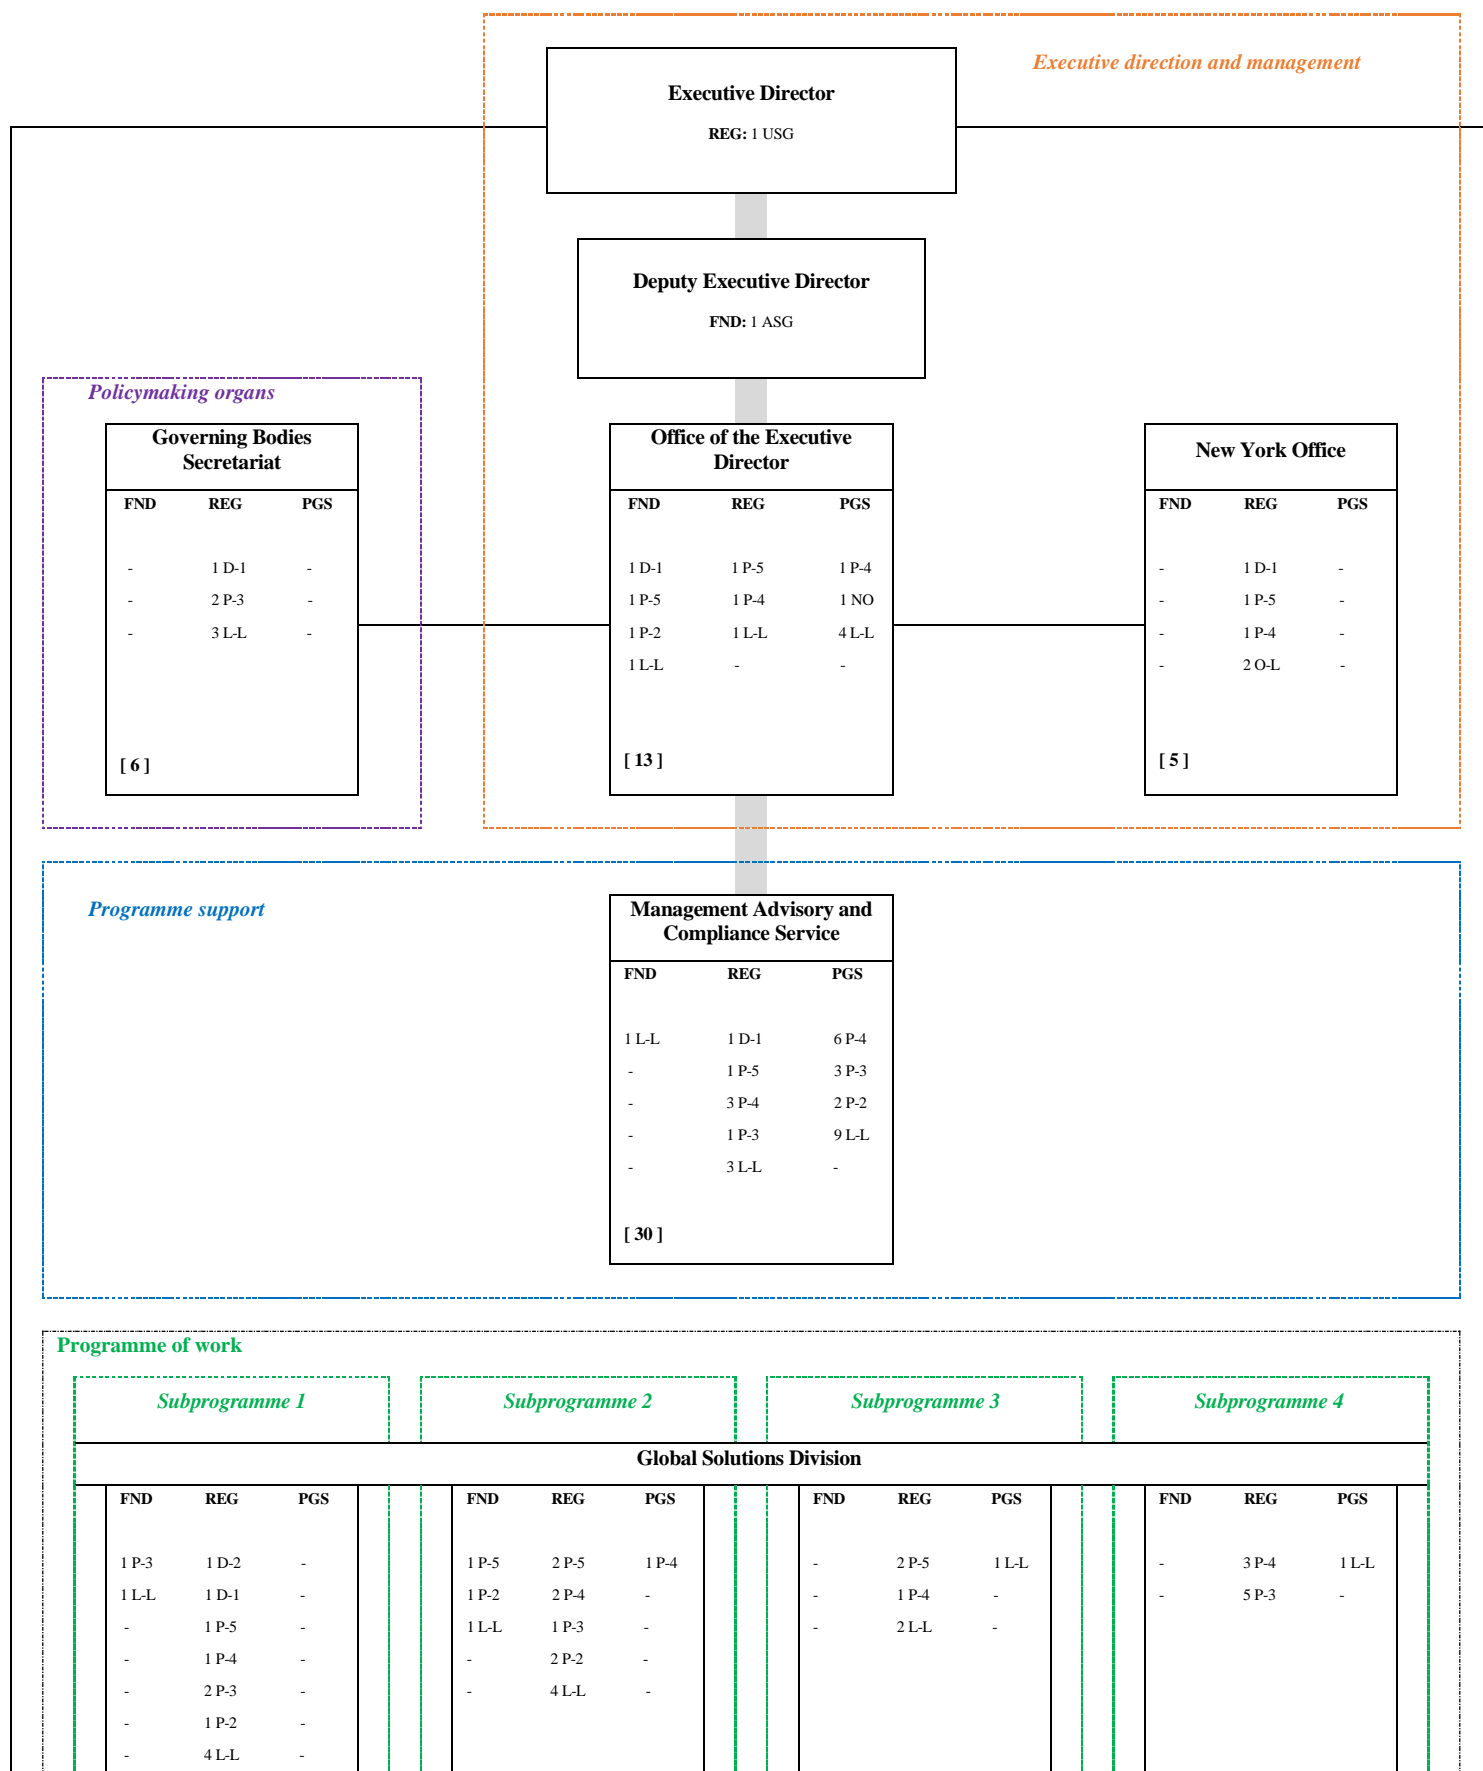 Executive direction and management
Executive Director
REG: 1 USG
Deputy Executive Director
FND: 1 ASG
Policymaking organs
Governing Bodies
Secretariat
FND REG PGS
- 1 D-1 -
- 2 P-3 -
- 3 L-L -
[ 6 ]
Office of the Executive
Director
FND REG PGS
1 D-1 1 P-5 1 P-4
1 P-5 1 P-4 1 NO
1 P-2 1 L-L 4 L-L
1 L-L - -
[ 13 ]
New York Office
FND REG PGS
- 1 D-1 -
- 1 P-5 -
- 1 P-4 -
- 2 O-L -
[ 5 ]
Programme support
Management Advisory and
Compliance Service
FND REG PGS
1 L-L 1 D-1 6 P-4
- 1 P-5 3 P-3
- 3 P-4 2 P-2
- 1 P-3 9 L-L
- 3 L-L -
[ 30 ]
Programme of work
Subprogramme 1
Subprogramme 2
Subprogramme 3
Subprogramme 4
Global Solutions Division
FND REG PGS
1 P-3 1 D-2 -
1 L-L 1 D-1 -
- 1 P-5 -
- 1 P-4 -
- 2 P-3 -
- 1 P-2 -
- 4 L-L -
FND REG PGS
1 P-5 2 P-5 1 P-4
1 P-2 2 P-4 -
1 L-L 1 P-3 -
- 2 P-2 -
- 4 L-L -
FND REG PGS
- 2 P-5 1 L-L
- 1 P-4 -
- 2 L-L -
FND REG PGS
- 3 P-4 1 L-L
- 5 P-3 -